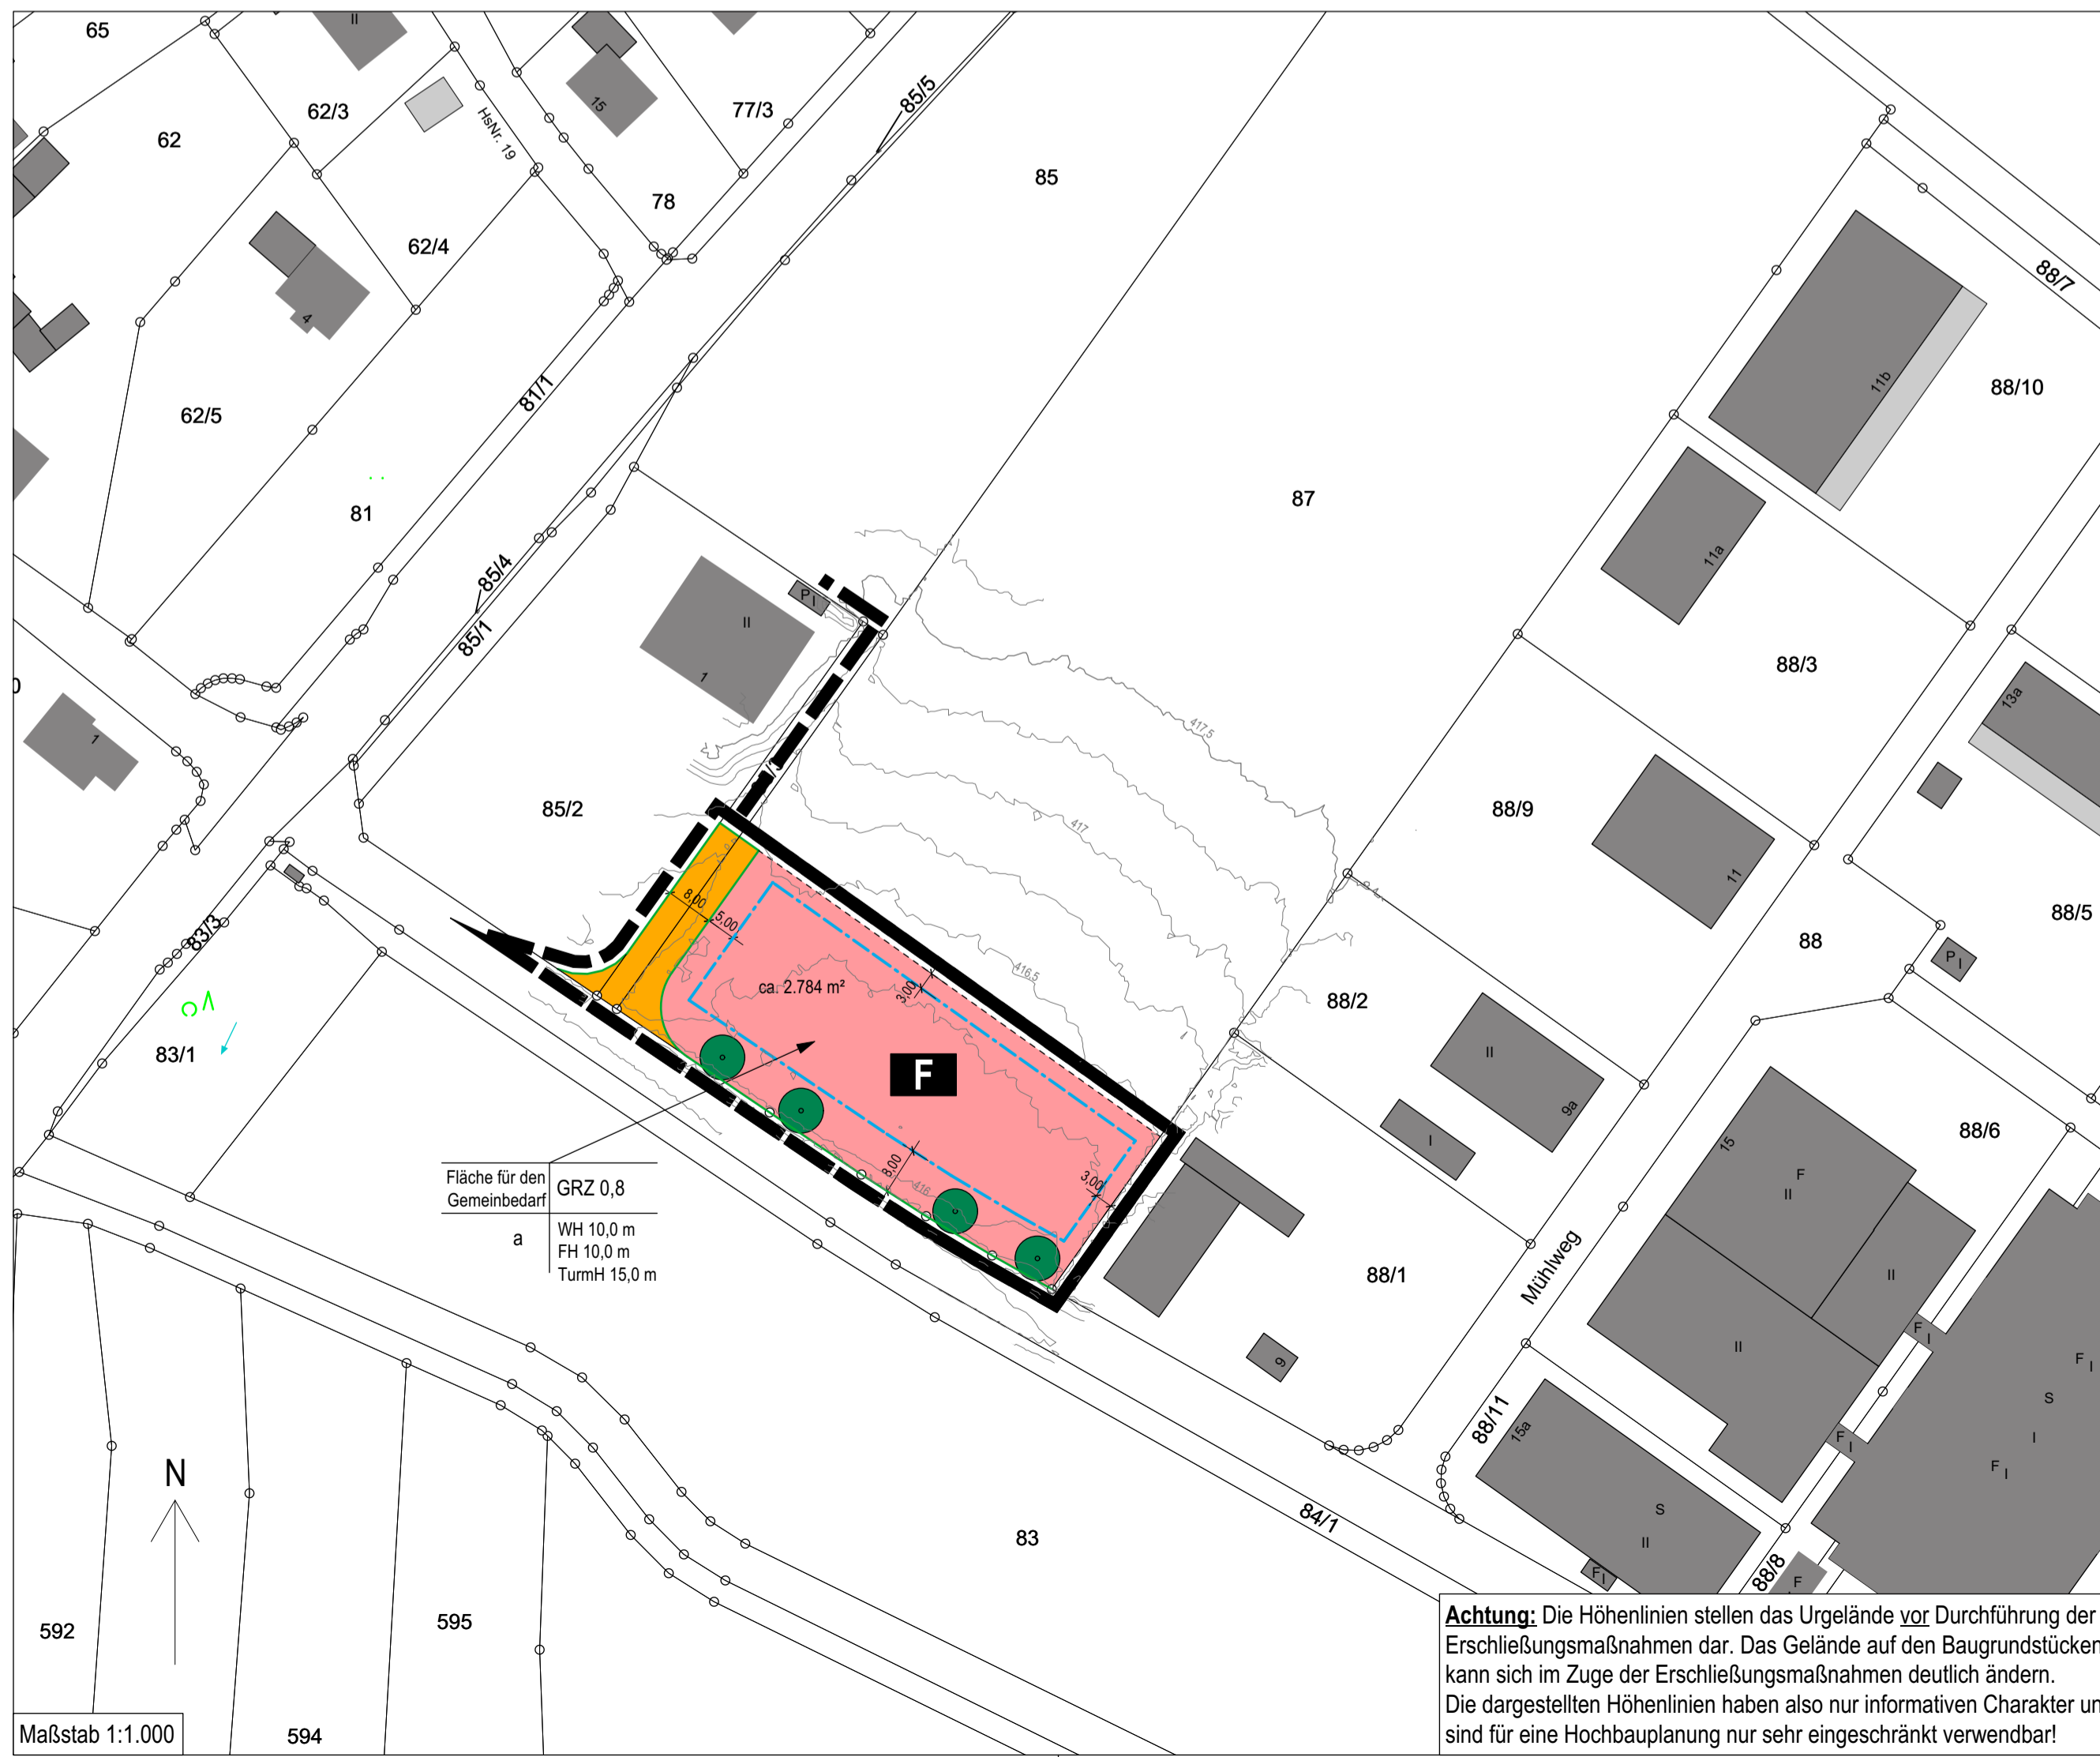 65
II
62/3
62
HsNr. 19
15
77/3
85/5
78
85
62/4
88/7
4
62/5
81/1
11b
88/10
87
81
11a
85/4
85/1
P I
II
1
88/3
13a
417,5
1
85/2
417
88/9
11
88/5
8,00
5,00
83/3
88
P I
416,5
ca. 2.784 m²
3,00
88/2
83/1
II
9a
F
I
15
F
II
88/6
8,00
3,00
416
Fläche für den
Gemeinbedarf
GRZ 0,8
a
WH 10,0 m
FH 10,0 m
TurmH 15,0 m
88/1
Mühlweg
II
II
F I
F I
9
S
I
88/11
15a
F I
F I
N
S
II
84/1
83
F I
88/8
F
592
595
594
Maßstab 1:1.000
Achtung: Die Höhenlinien stellen das Urgelände vor Durchführung der
Erschließungsmaßnahmen dar. Das Gelände auf den Baugrundstücken
kann sich im Zuge der Erschließungsmaßnahmen deutlich ändern.
Die dargestellten Höhenlinien haben also nur informativen Charakter un
sind für eine Hochbauplanung nur sehr eingeschränkt verwendbar!